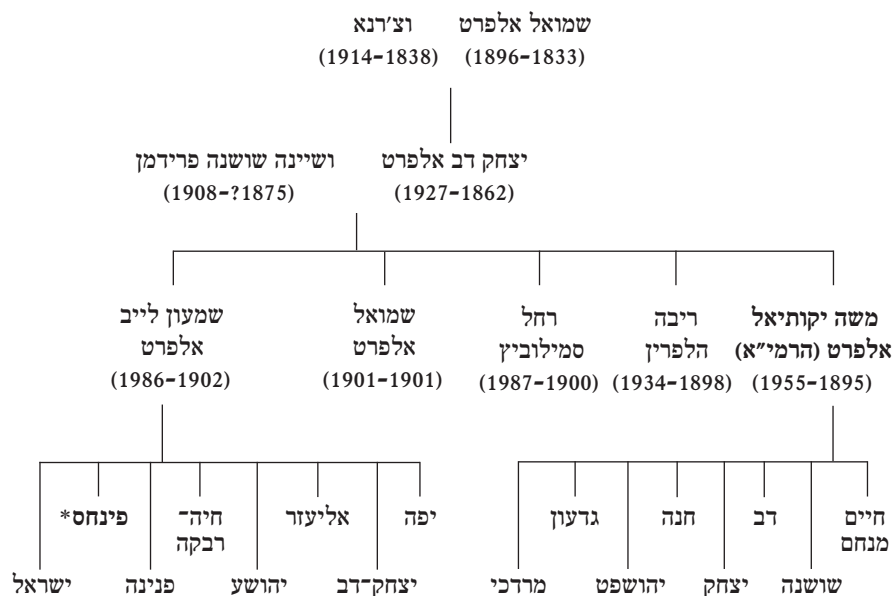 שמואל אלפרט וצ'רנא
(1896-1833) (1914-1838)
יצחק דב אלפרט ושיינה שושנה פרידמן
(1927-1862) (1908-?1875)
משה יקותיאל
אלפרט (הרמי"א)
(1955-1895)
ריבה
הלפרין
(1934-1898)
רחל
סמילוביץ
(1987-1900)
שמואל
אלפרט
(1901-1901)
שמעון לייב
אלפרט
(1986-1902)
חיים
מנחם
שושנה
דב
יצחק
חנה
יהושפט
גדעון
מרדכי
יפה
יצחק-דב
אליעזר
יהושע
חיה-
רבקה
פנינה
פינחס*
ישראל